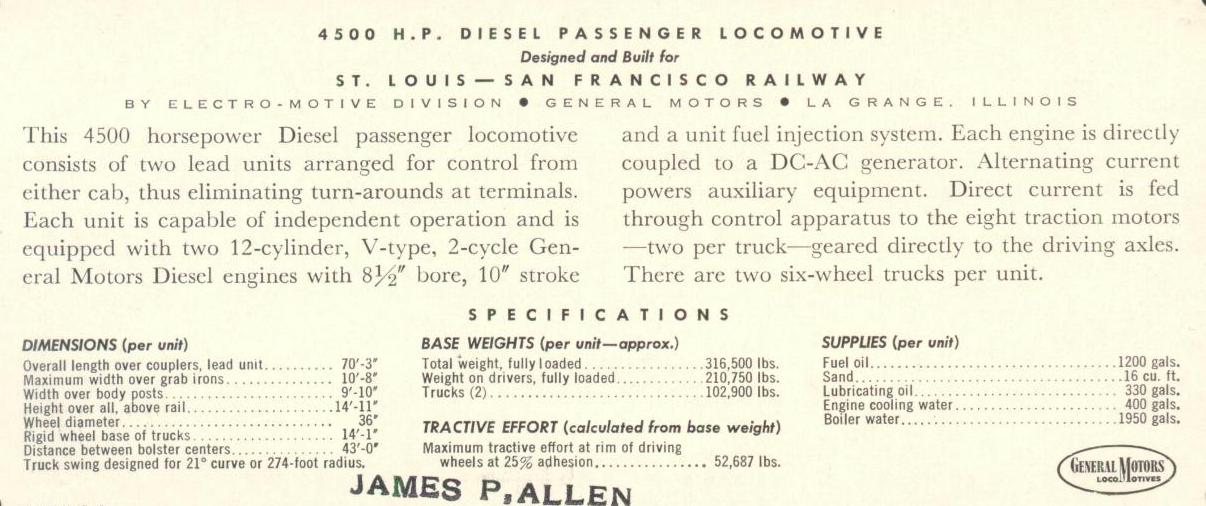 4500 H.P. DIESEL PASSENGER LOCOMOTIVE
Designed and Built for
ST. LOUIS — SAN FRANCISCO RAILWAY
BY ELECTRO-MOTIVE DIVISION ● GENERAL MOTORS ● LA GRANGE, ILLINOIS
This 4500 horsepower Diesel passenger locomotive
consists of two lead units arranged for control from
either cab, thus eliminating turn-arounds at terminals.
Each unit is capable of independent operation and is
equipped with two 12-cylinder, V-type, 2-cycle Gen-
eral Motors Diesel engines with 8½″ bore, 10″ stroke
and a unit fuel injection system. Each engine is directly
coupled to a DC-AC generator. Alternating current
powers auxiliary equipment. Direct current is fed
through control apparatus to the eight traction motors
—two per truck—geared directly to the driving axles.
There are two six-wheel trucks per unit.
SPECIFICATIONS
DIMENSIONS (per unit)
Overall length over couplers, lead unit.......... 70′-3″
Maximum width over grab irons............... 10′-8″
Width over body posts........................ 9′-10″
Height over all, above rail.....................14′-11″
Wheel diameter.............................. 36″
Rigid wheel base of trucks.................... 14′-1″
Distance between bolster centers.............. 43′-0″
Truck swing designed for 21° curve or 274-foot radius.
BASE WEIGHTS (per unit—approx.)
Total weight, fully loaded.................316,500 lbs.
Weight on drivers, fully loaded............210,750 lbs.
Trucks (2)...............................102,900 lbs.
TRACTIVE EFFORT (calculated from base weight)
Maximum tractive effort at rim of driving
wheels at 25% adhesion................ 52,687 lbs.
SUPPLIES (per unit)
Fuel oil...................................1200 gals.
Sand......................................16 cu. ft.
Lubricating oil............................. 330 gals.
Engine cooling water....................... 400 gals.
Boiler water...............................1950 gals.
GENERAL MOTORS
LOCOMOTIVES
JAMES P. ALLEN